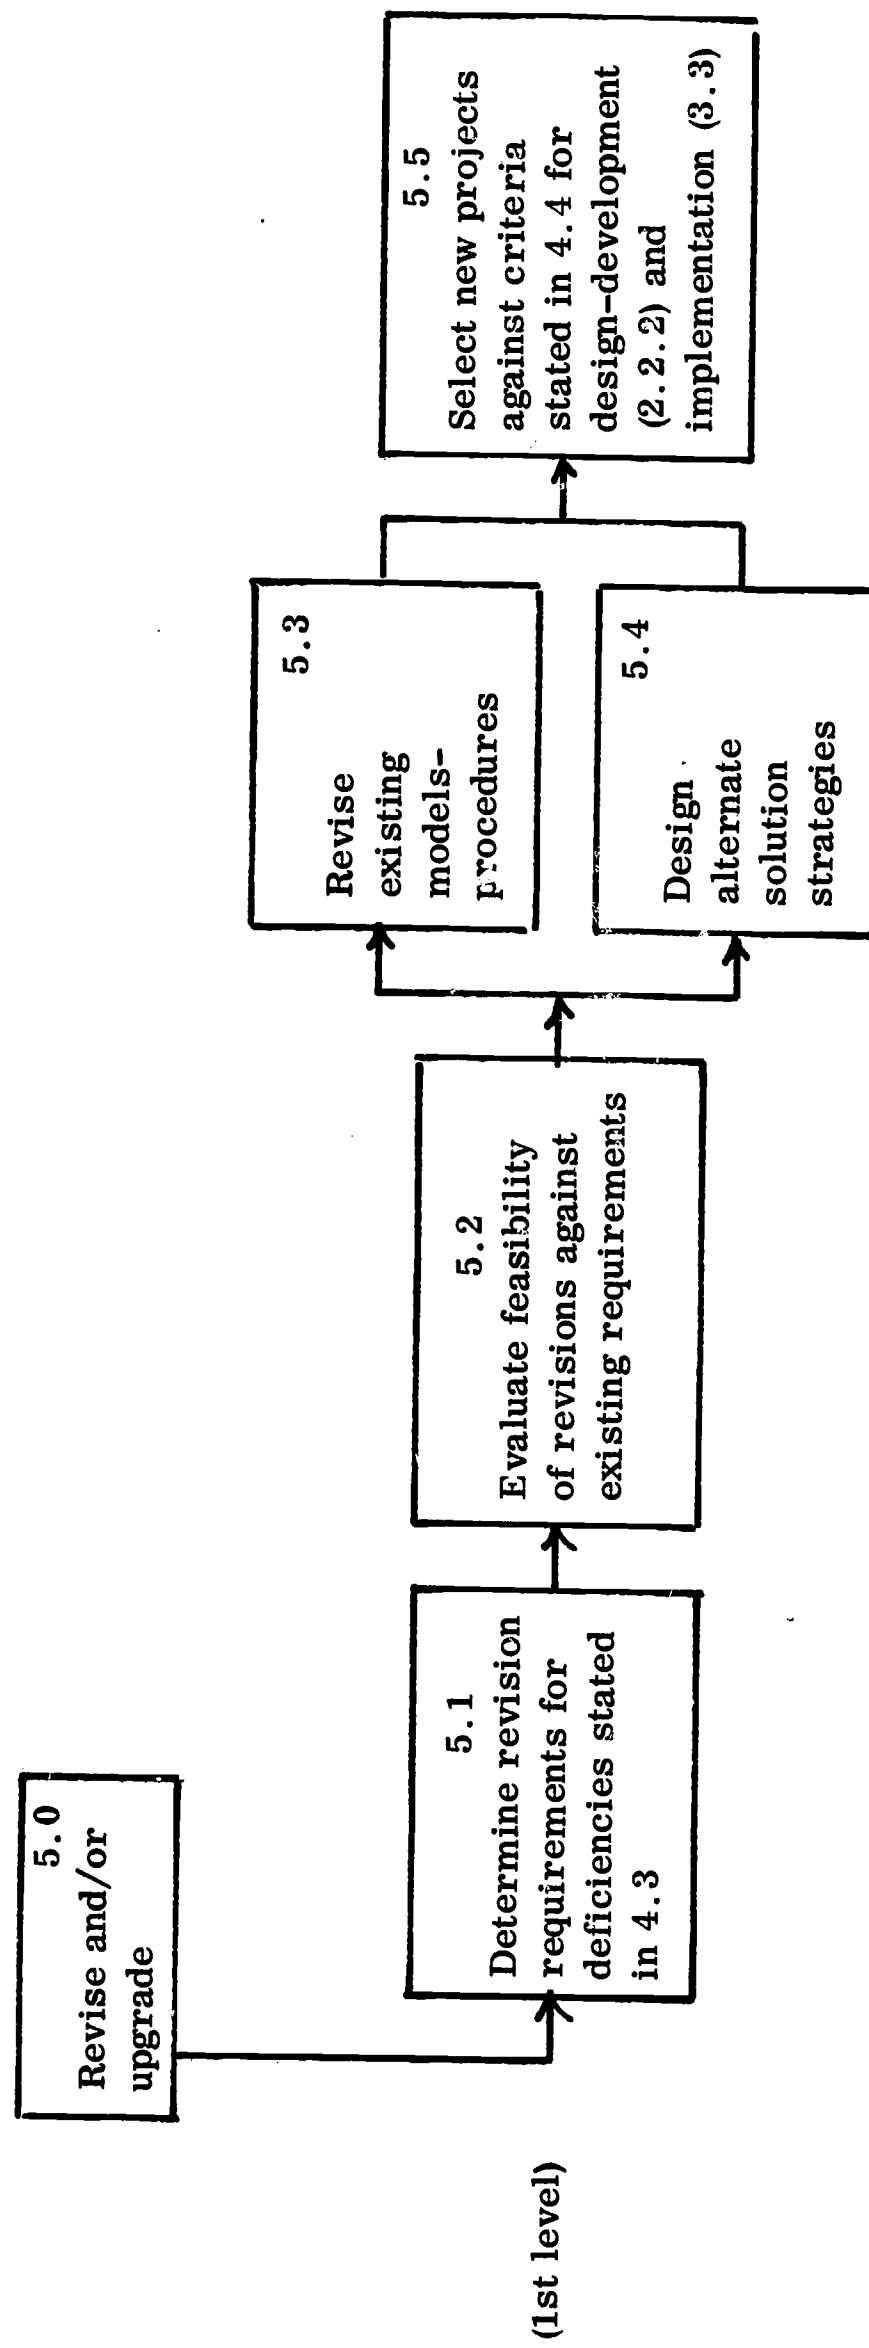 5.0
Revise and/or
upgrade
(1st level)
5.1
Determine revision
requirements for
deficiencies stated
in 4.3
5.2
Evaluate feasibility
of revisions against
existing requirements
5.3
Revise
existing
models-
procedures
5.4
Design
alternate
solution
strategies
5.5
Select new projects
against criteria
stated in 4.4 for
design-development
(2.2.2) and
implementation (3.3)